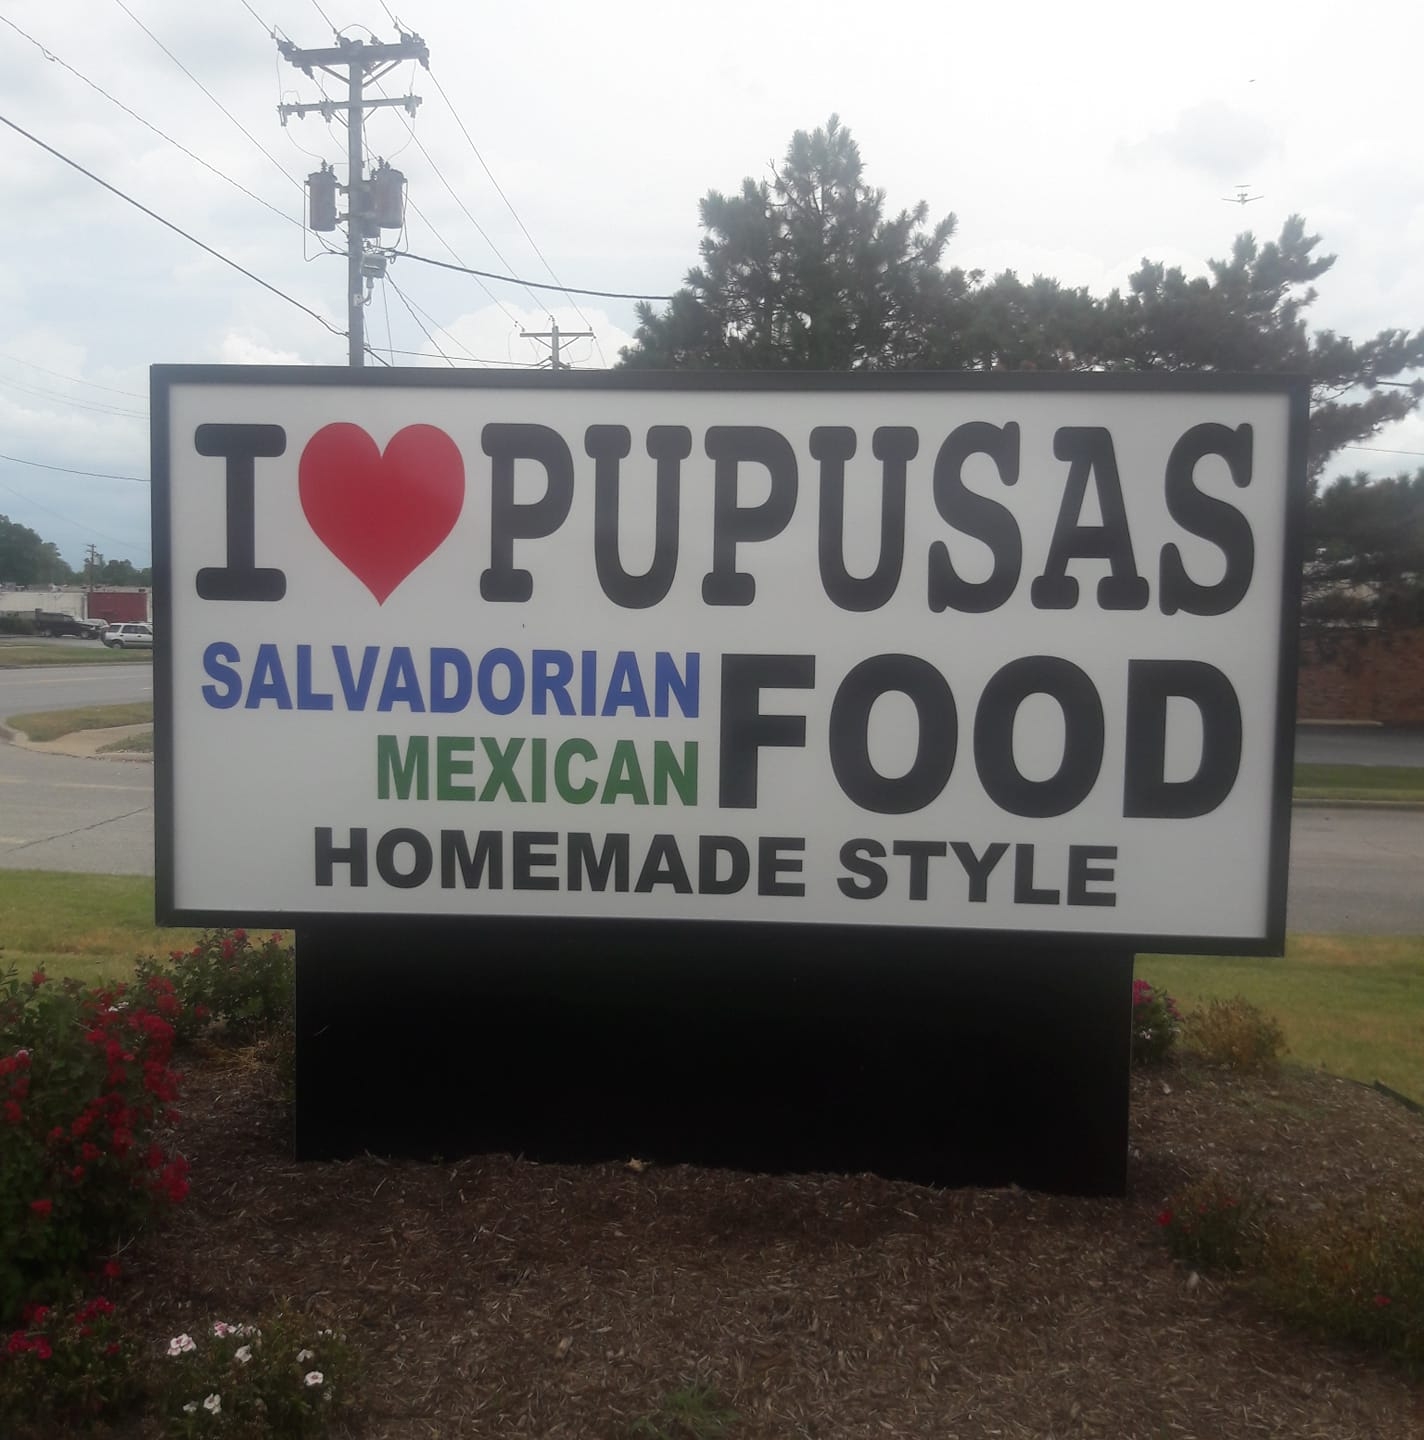 I ❤ PUPUSAS
SALVADORIAN
MEXICAN
FOOD
HOMEMADE STYLE